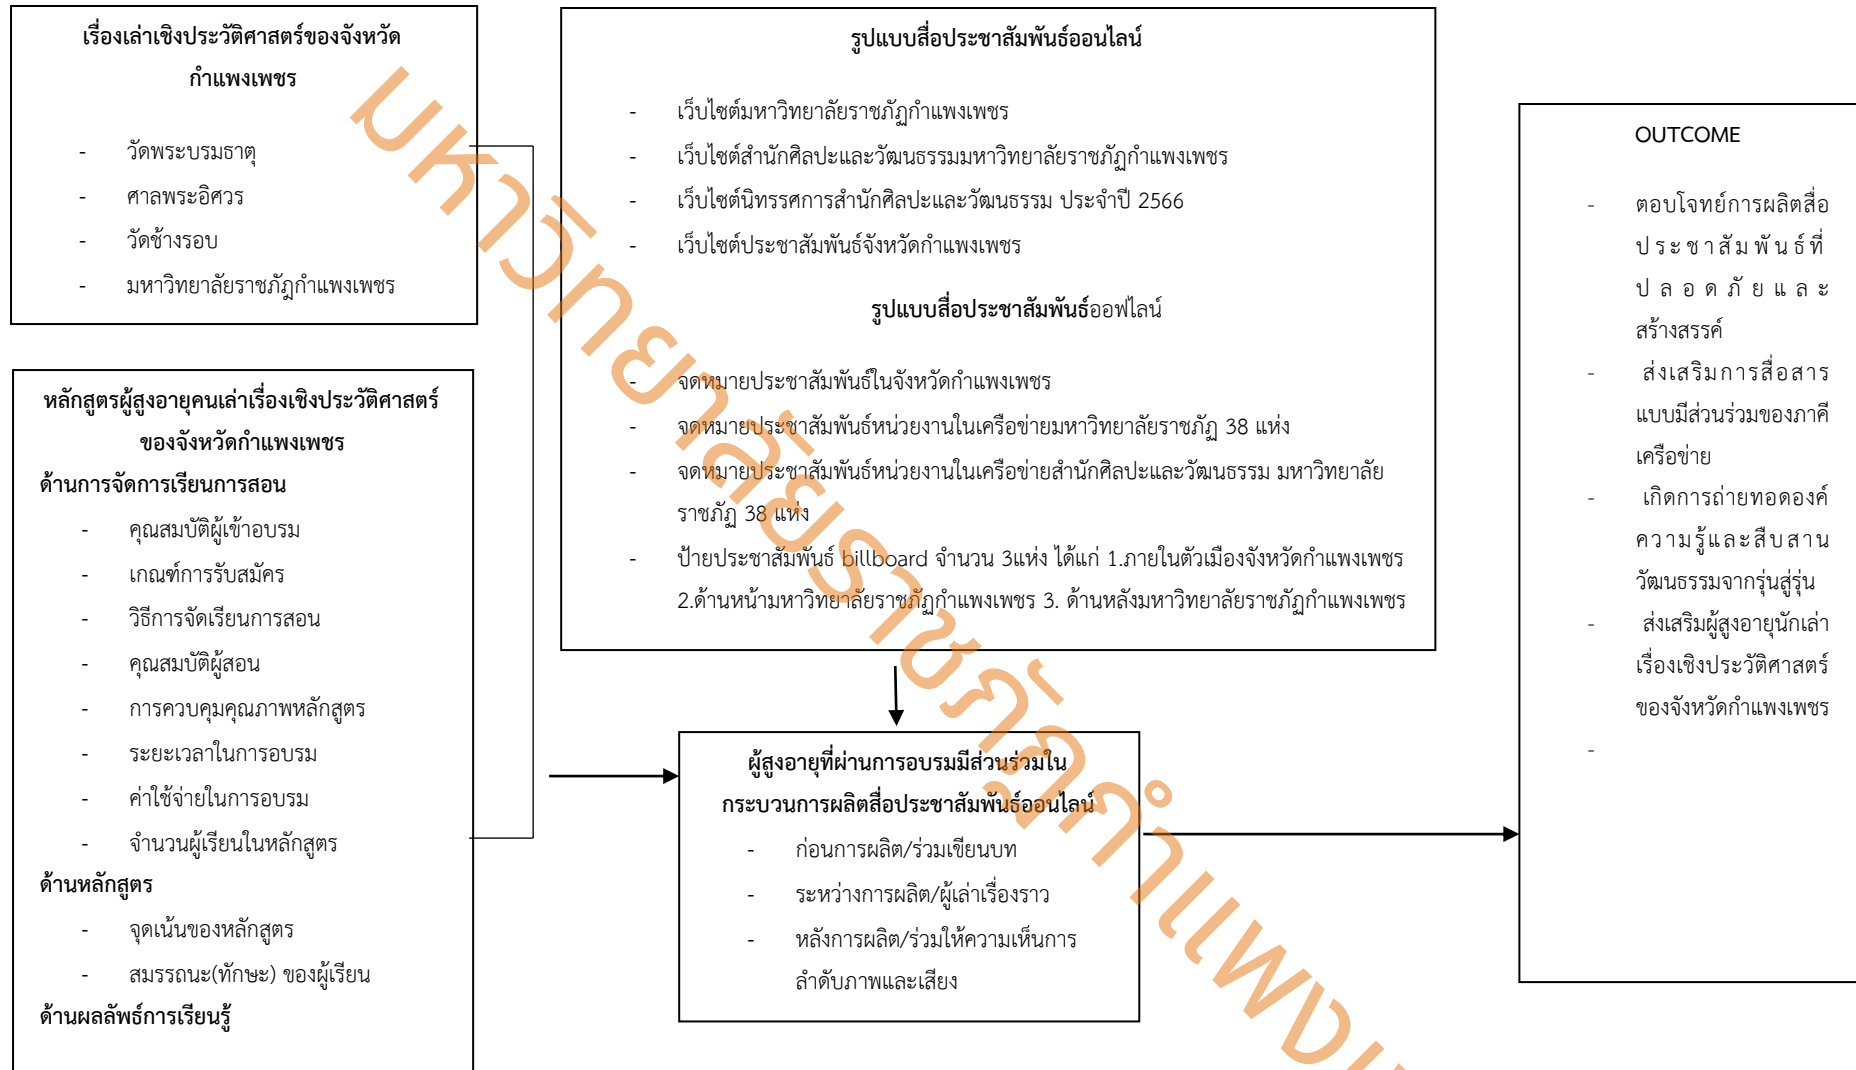 เรื่องเล่าเชิงประวัติศาสตร์ของจังหวัด
กำแพงเพชร
- วัดพระบรมธาตุ
- ศาลพระอิศวร
- วัดช้างรอบ
- มหาวิทยาลัยราชภัฏกำแพงเพชร
หลักสูตรผู้สูงอายุคนเล่าเรื่องเชิงประวัติศาสตร์
ของจังหวัดกำแพงเพชร
ด้านการจัดการเรียนการสอน
- คุณสมบัติผู้เข้าอบรม
- เกณฑ์การรับสมัคร
- วิธีการจัดเรียนการสอน
- คุณสมบัติผู้สอน
- การควบคุมคุณภาพหลักสูตร
- ระยะเวลาในการอบรม
- ค่าใช้จ่ายในการอบรม
- จำนวนผู้เรียนในหลักสูตร
ด้านหลักสูตร
- จุดเน้นของหลักสูตร
- สมรรถนะ(ทักษะ) ของผู้เรียน
ด้านผลลัพธ์การเรียนรู้
รูปแบบสื่อประชาสัมพันธ์ออนไลน์
- เว็บไซต์มหาวิทยาลัยราชภัฏกำแพงเพชร
- เว็บไซต์สำนักศิลปะและวัฒนธรรมมหาวิทยาลัยราชภัฏกำแพงเพชร
- เว็บไซต์นิทรรศการสำนักศิลปะและวัฒนธรรม ประจำปี 2566
- เว็บไซต์ประชาสัมพันธ์จังหวัดกำแพงเพชร
รูปแบบสื่อประชาสัมพันธ์ออฟไลน์
- จดหมายประชาสัมพันธ์ในจังหวัดกำแพงเพชร
- จดหมายประชาสัมพันธ์หน่วยงานในเครือข่ายมหาวิทยาลัยราชภัฏ 38 แห่ง
- จดหมายประชาสัมพันธ์หน่วยงานในเครือข่ายสำนักศิลปะและวัฒนธรรม มหาวิทยาลัย
ราชภัฏ 38 แห่ง
- ป้ายประชาสัมพันธ์ billboard จำนวน 3แห่ง ได้แก่ 1.ภายในตัวเมืองจังหวัดกำแพงเพชร
2.ด้านหน้ามหาวิทยาลัยราชภัฏกำแพงเพชร 3. ด้านหลังมหาวิทยาลัยราชภัฏกำแพงเพชร
ผู้สูงอายุที่ผ่านการอบรมมีส่วนร่วมใน
กระบวนการผลิตสื่อประชาสัมพันธ์ออนไลน์
- ก่อนการผลิต/ร่วมเขียนบท
- ระหว่างการผลิต/ผู้เล่าเรื่องราว
- หลังการผลิต/ร่วมให้ความเห็นการ
ลำดับภาพและเสียง
OUTCOME
- ตอบโจทย์การผลิตสื่อ
ประชาสัมพันธ์ที่
ปลอดภัยและ
สร้างสรรค์
- ส่งเสริมการสื่อสาร
แบบมีส่วนร่วมของภาคี
เครือข่าย
- เกิดการถ่ายทอดองค์
ความรู้และสืบสาน
วัฒนธรรมจากรุ่นสู่รุ่น
- ส่งเสริมผู้สูงอายุนักเล่า
เรื่องเชิงประวัติศาสตร์
ของจังหวัดกำแพงเพชร
-
มหาวิทยาลัยราชภัฏกำแพงเ